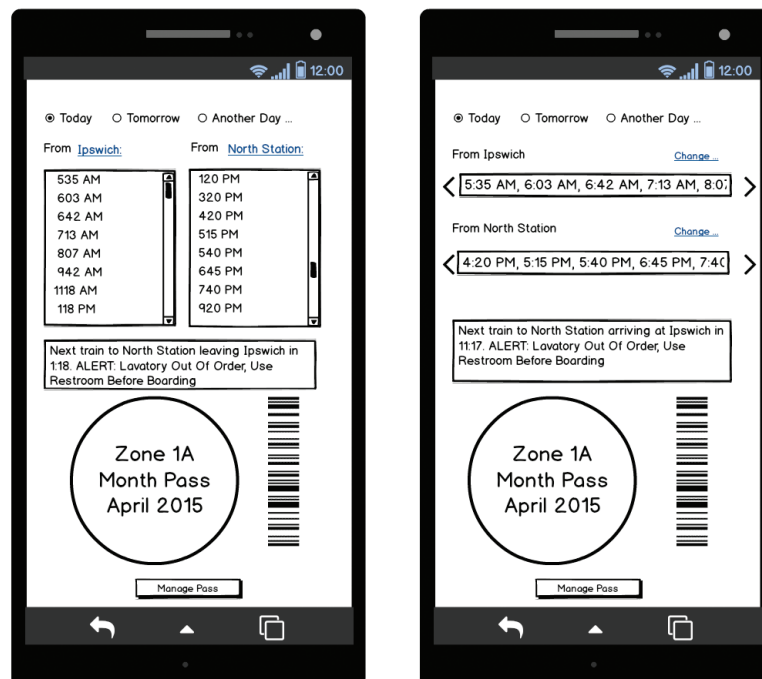 12:00
Today Tomorrow Another Day ...
From Ipswich: From North Station:
535 AM
603 AM
642 AM
713 AM
807 AM
942 AM
1118 AM
118 PM
120 PM
320 PM
420 PM
515 PM
540 PM
645 PM
740 PM
920 PM
Next train to North Station leaving Ipswich in
1:18. ALERT: Lavatory Out Of Order, Use
Restroom Before Boarding
Zone 1A
Month Pass
April 2015
Manage Pass
12:00
Today Tomorrow Another Day ...
From Ipswich Change ...
5:35 AM, 6:03 AM, 6:42 AM, 7:13 AM,
From North Station Change ...
4:20 PM, 5:15 PM, 5:40 PM, 6:45 PM,
Next train to North Station arriving at Ipswich in
11:17. ALERT: Lavatory Out Of Order, Use
Restroom Before Boarding
Zone 1A
Month Pass
April 2015
Manage Pass